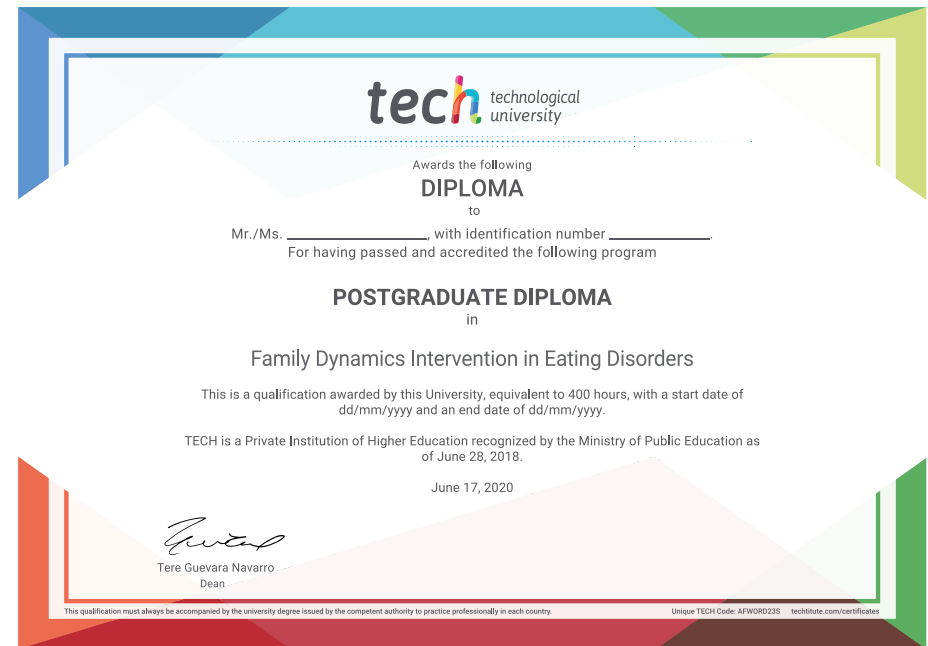 tech technological
university
Awards the following
DIPLOMA
to
Mr./Ms. ____________________, with identification number ______________.
For having passed and accredited the following program
POSTGRADUATE DIPLOMA
in
Family Dynamics Intervention in Eating Disorders
This is a qualification awarded by this University, equivalent to 400 hours, with a start date of
dd/mm/yyyy and an end date of dd/mm/yyyy.
TECH is a Private Institution of Higher Education recognized by the Ministry of Public Education as
of June 28, 2018.
June 17, 2020
Tere Guevara Navarro
Dean
This qualification must always be accompanied by the university degree issued by the competent authority to practice professionally in each country. Unique TECH Code: AFWORD23S techtitute.com/certificates